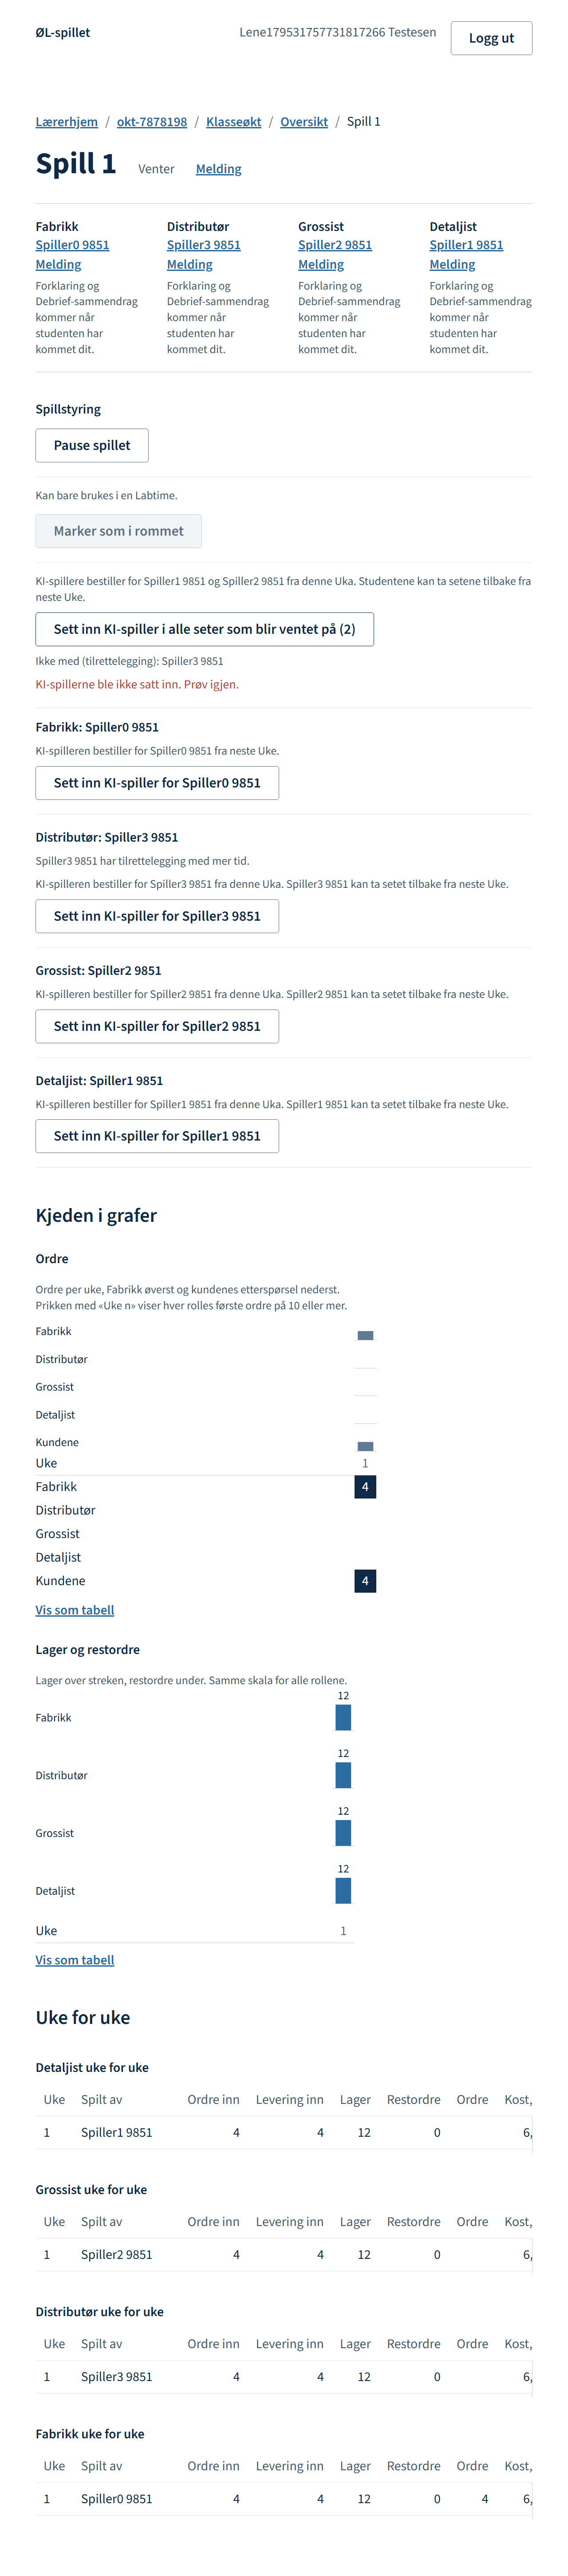 ØL-spillet
Lene179531757731817266 Testesen
Logg ut
Lærerhjem / okt-7878198 / Klasseøkt / Oversikt / Spill 1
Spill 1 Venter Melding
Fabrikk Distributør Grossist Detaljist
Spiller0 9851 Spiller3 9851 Spiller2 9851 Spiller1 9851
Melding Melding Melding Melding
Forklaring og Forklaring og Forklaring og Forklaring og
Debrief-sammendrag Debrief-sammendrag Debrief-sammendrag Debrief-sammendrag
kommer når kommer når kommer når kommer når
studenten har studenten har studenten har studenten har
kommet dit. kommet dit. kommet dit. kommet dit.
Spillstyring
Pause spillet
Kan bare brukes i en Labtime.
Marker som i rommet
KI-spillere bestiller for Spiller1 9851 og Spiller2 9851 fra denne Uka. Studentene kan ta setene tilbake fra
neste Uke.
Sett inn KI-spiller i alle seter som blir ventet på (2)
Ikke med (tilrettelegging): Spiller3 9851
KI-spillerne ble ikke satt inn. Prøv igjen.
Fabrikk: Spiller0 9851
KI-spilleren bestiller for Spiller0 9851 fra neste Uke.
Sett inn KI-spiller for Spiller0 9851
Distributør: Spiller3 9851
Spiller3 9851 har tilrettelegging med mer tid.
KI-spilleren bestiller for Spiller3 9851 fra denne Uka. Spiller3 9851 kan ta setet tilbake fra neste Uke.
Sett inn KI-spiller for Spiller3 9851
Grossist: Spiller2 9851
KI-spilleren bestiller for Spiller2 9851 fra denne Uka. Spiller2 9851 kan ta setet tilbake fra neste Uke.
Sett inn KI-spiller for Spiller2 9851
Detaljist: Spiller1 9851
KI-spilleren bestiller for Spiller1 9851 fra denne Uka. Spiller1 9851 kan ta setet tilbake fra neste Uke.
Sett inn KI-spiller for Spiller1 9851
Kjeden i grafer
Ordre
Ordre per uke, Fabrikk øverst og kundenes etterspørsel nederst.
Prikken med «Uke n» viser hver rolles første ordre på 10 eller mer.
Fabrikk
Distributør
Grossist
Detaljist
Kundene
Uke 1
Fabrikk 4
Distributør
Grossist
Detaljist
Kundene 4
Vis som tabell
Lager og restordre
Lager over streken, restordre under. Samme skala for alle rollene.
12
Fabrikk
12
Distributør
12
Grossist
12
Detaljist
Uke 1
Vis som tabell
Uke for uke
Detaljist uke for uke
Uke Spilt av Ordre inn Levering inn Lager Restordre Ordre Kost,
1 Spiller1 9851 4 4 12 0 6,
Grossist uke for uke
Uke Spilt av Ordre inn Levering inn Lager Restordre Ordre Kost,
1 Spiller2 9851 4 4 12 0 6,
Distributør uke for uke
Uke Spilt av Ordre inn Levering inn Lager Restordre Ordre Kost,
1 Spiller3 9851 4 4 12 0 6,
Fabrikk uke for uke
Uke Spilt av Ordre inn Levering inn Lager Restordre Ordre Kost,
1 Spiller0 9851 4 4 12 0 4 6,